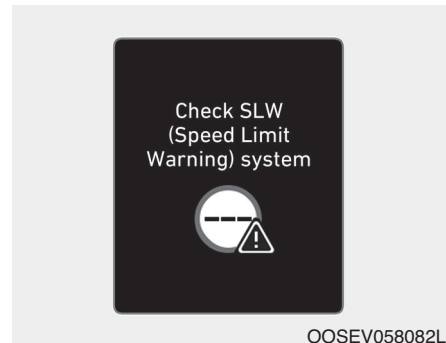 Check SLW
(Speed Limit
Warning) system
---
!
OOSEV058082L